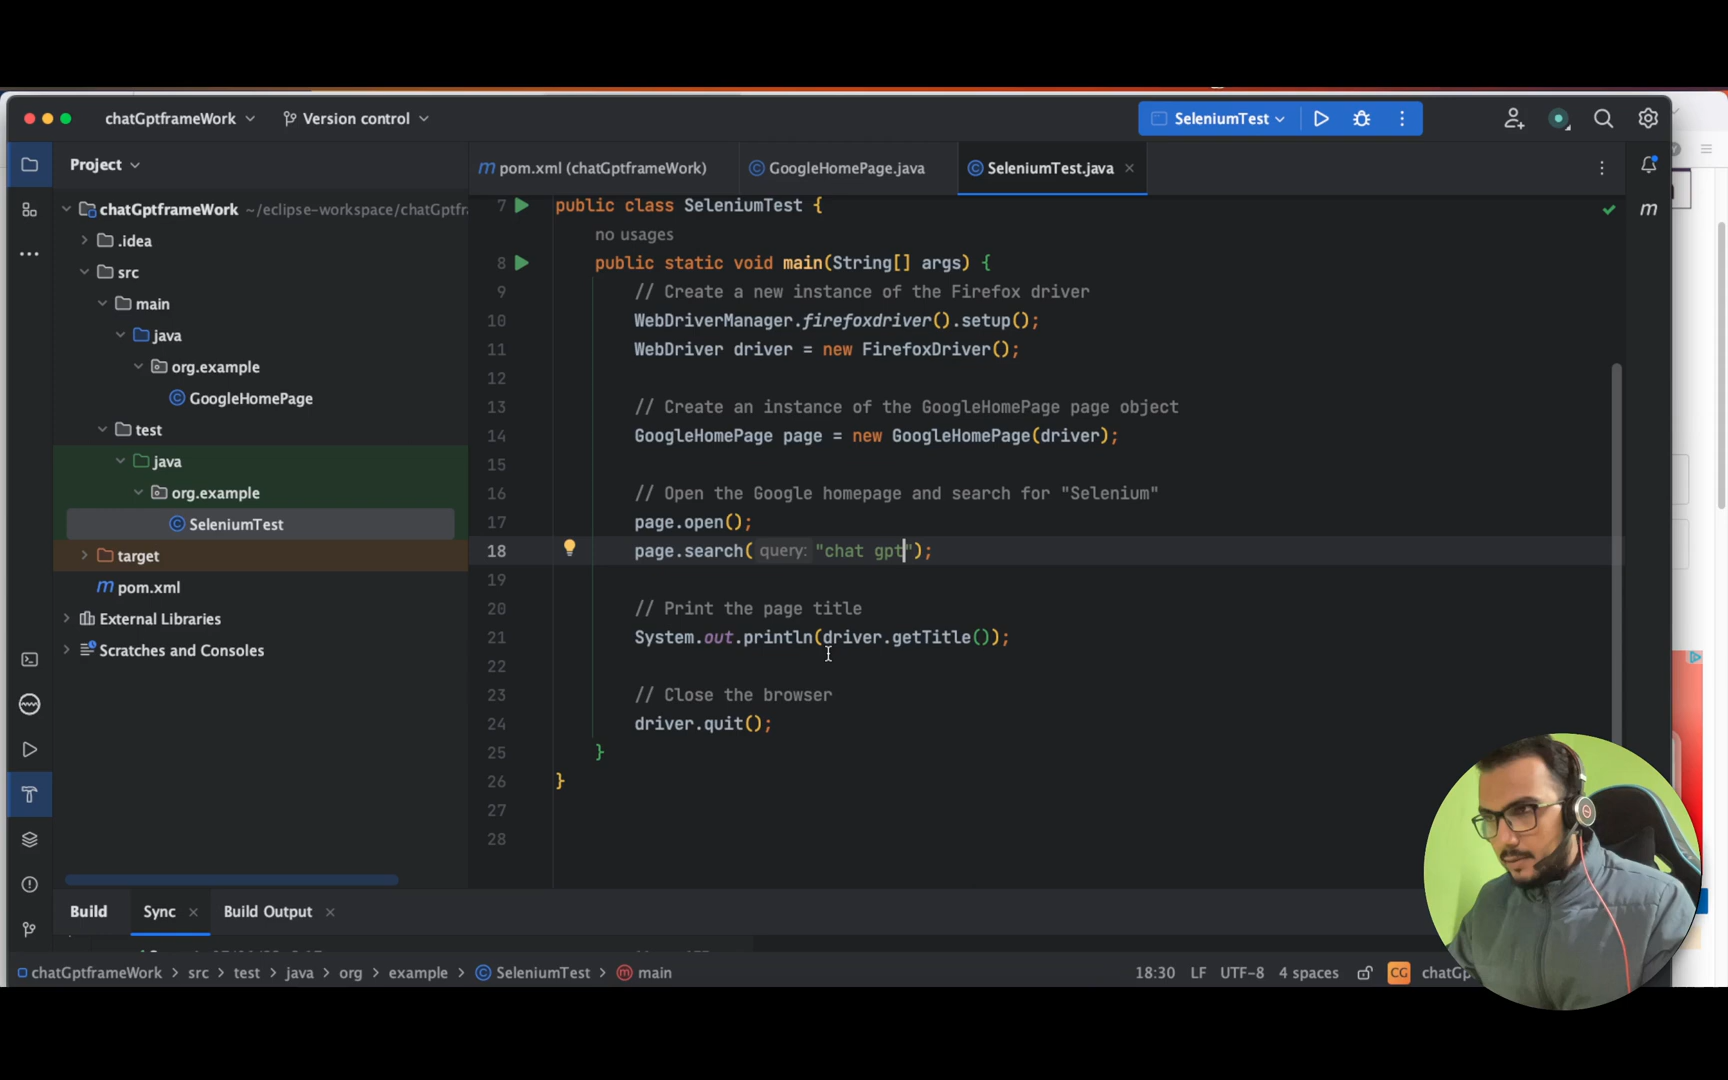 chatGptframeWork
Version control
SeleniumTest
Project
pom.xml (chatGptframeWork)
GoogleHomePage.java
SeleniumTest.java
chatGptframeWork ~/eclipse-workspace/chatGptfr
.idea
src
main
java
org.example
GoogleHomePage
test
java
org.example
SeleniumTest
target
pom.xml
External Libraries
Scratches and Consoles
7 public class SeleniumTest {
no usages
8 public static void main(String[] args) {
9 // Create a new instance of the Firefox driver
10 WebDriverManager.firefoxdriver().setup();
11 WebDriver driver = new FirefoxDriver();
12
13 // Create an instance of the GoogleHomePage page object
14 GoogleHomePage page = new GoogleHomePage(driver);
15
16 // Open the Google homepage and search for "Selenium"
17 page.open();
18 page.search( query: "chat gpt");
19
20 // Print the page title
21 System.out.println(driver.getTitle());
22
23 // Close the browser
24 driver.quit();
25 }
26 }
27
28
Build Sync Build Output
chatGptframeWork > src > test > java > org > example > SeleniumTest > main
18:30 LF UTF-8 4 spaces CG chatGp